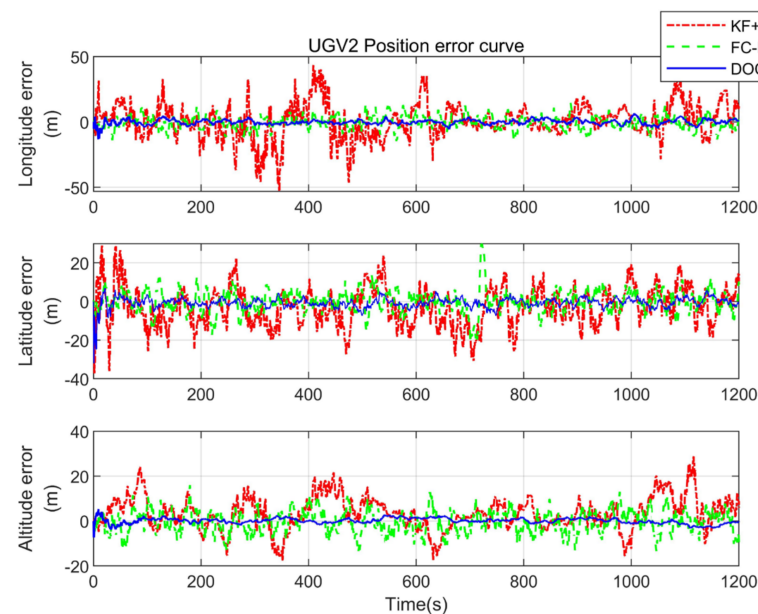 UGV2 Position error curve
KF+
FC-
DOC
Longitude error
(m)
50
0
-50
0 200 400 600 800 1000 1200
Latitude error
(m)
20
0
-20
-40
0 200 400 600 800 1000 1200
Altitude error
(m)
40
20
0
-20
0 200 400 600 800 1000 1200
Time(s)